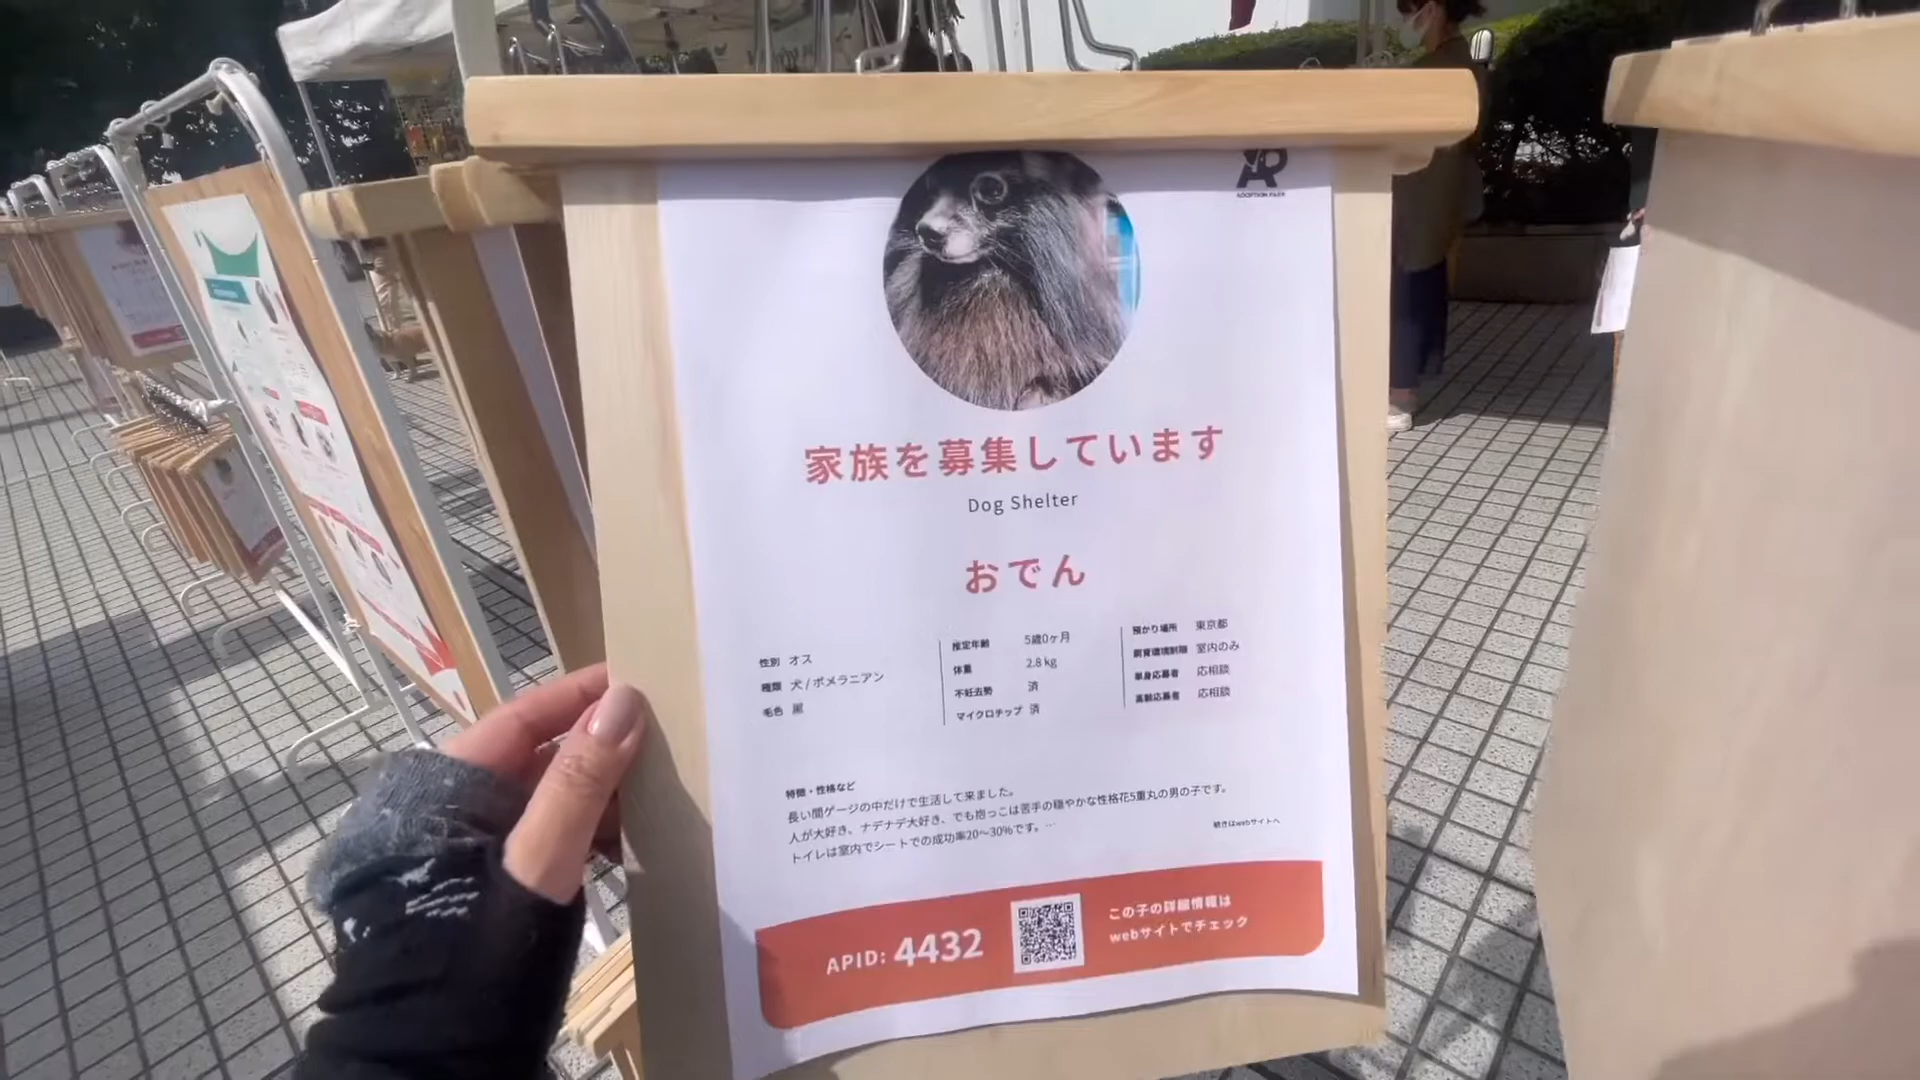 ADOPTION PARK
家族を募集しています
Dog Shelter
おでん
性別 オス
種類 犬 / ポメラニアン
毛色 黒
推定年齢 5歳0ヶ月
体重 2.8 kg
不妊去勢 済
マイクロチップ 済
預かり場所 東京都
飼育環境制限 室内のみ
単身応募者 応相談
高齢応募者 応相談
特徴・性格など
長い間ゲージの中だけで生活して来ました。
人が大好き、ナデナデ大好き、でも抱っこは苦手の穏やかな性格花5重丸の男の子です。
トイレは室内でシートでの成功率20〜30%です。…
続きはwebサイトへ
APID: 4432
この子の詳細情報は
webサイトでチェック